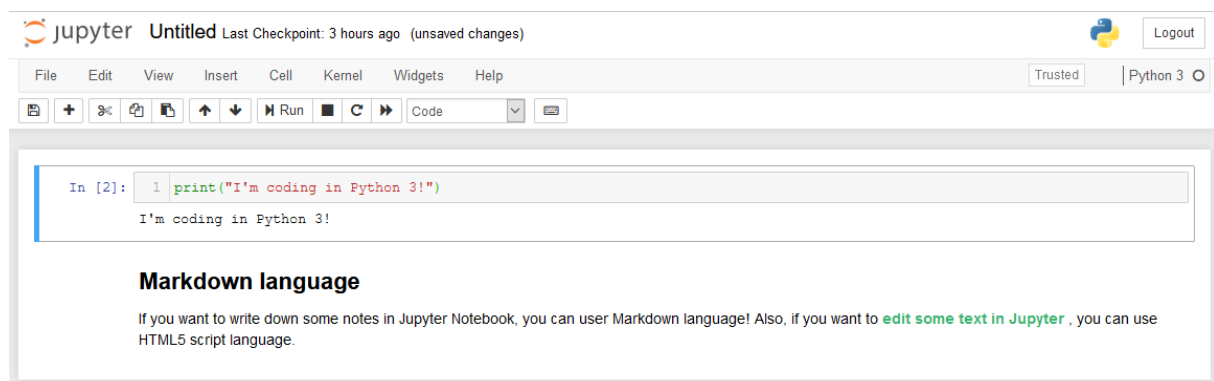 jupyter Untitled Last Checkpoint: 3 hours ago (unsaved changes) Logout
File Edit View Insert Cell Kernel Widgets Help Trusted Python 3
Run Code
In [2]: 1 print("I'm coding in Python 3!")
I'm coding in Python 3!
Markdown language
If you want to write down some notes in Jupyter Notebook, you can user Markdown language! Also, if you want to edit some text in Jupyter , you can use
HTML5 script language.